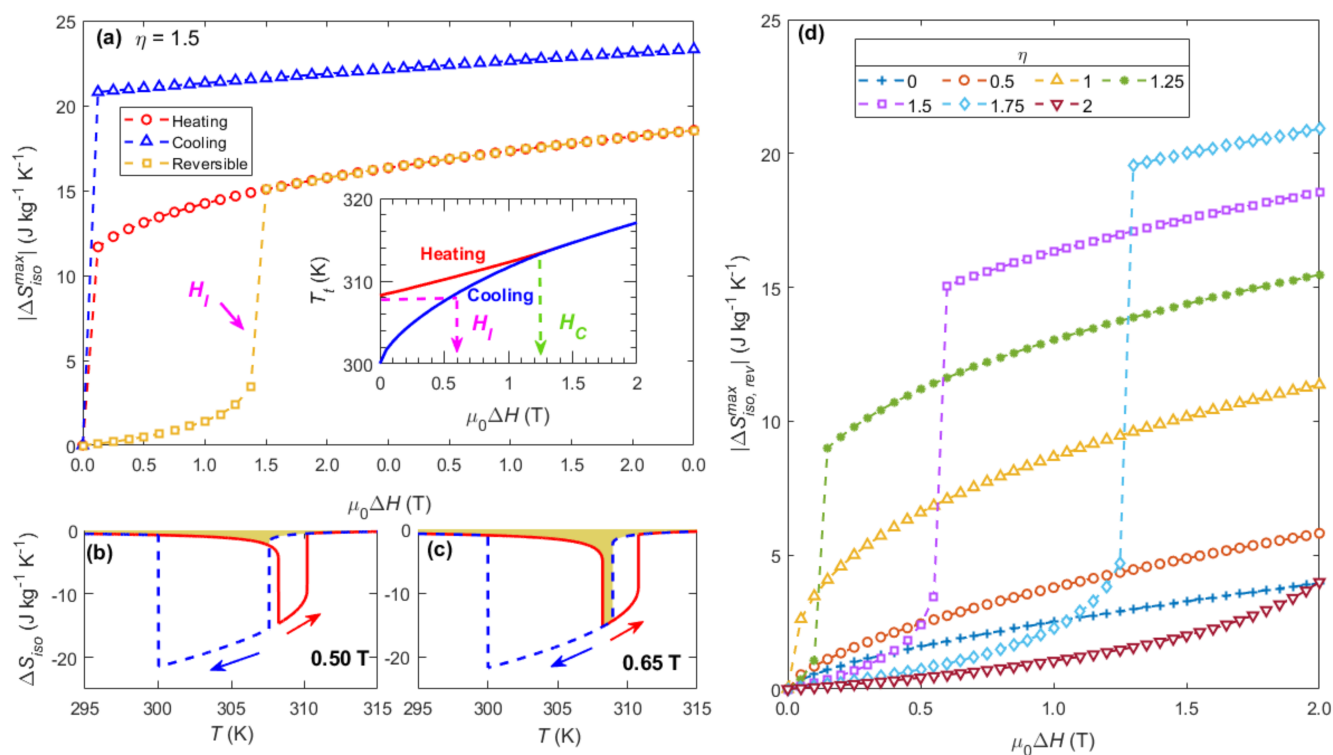 (a) η = 1.5
|ΔS_iso^max| (J kg⁻¹ K⁻¹)
25
20
15
10
5
0
Heating
Cooling
Reversible
H_I
0.0 0.5 1.0 1.5 2.0 0.0 0.5 1.0 1.5 2.0 0.0
μ₀ΔH (T)
T_t (K)
320
310
300
Heating
Cooling
H_I
H_C
0 0.5 1 1.5 2
μ₀ΔH (T)
(b)
ΔS_iso (J kg⁻¹ K⁻¹)
0
-10
-20
0.50 T
295 300 305 310 315
T (K)
(c)
0
-10
-20
0.65 T
295 300 305 310 315
T (K)
(d)
|ΔS_iso, rev^max| (J kg⁻¹ K⁻¹)
25
20
15
10
5
0
η
0 0.5 1 1.25
1.5 1.75 2
0.0 0.5 1.0 1.5 2.0
μ₀ΔH (T)